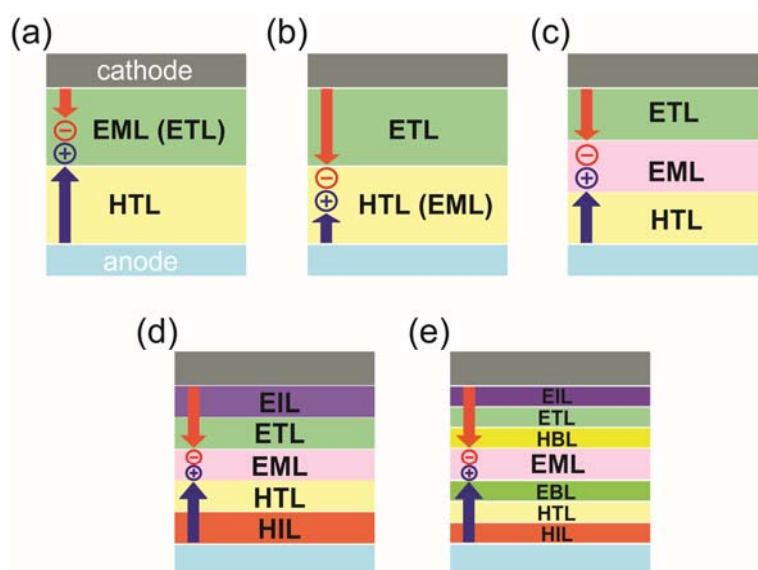 (a)
cathode
EML (ETL)
HTL
anode
(b)
ETL
HTL (EML)
(c)
ETL
EML
HTL
(d)
EIL
ETL
EML
HTL
HIL
(e)
EIL
ETL
HBL
EML
EBL
HTL
HIL